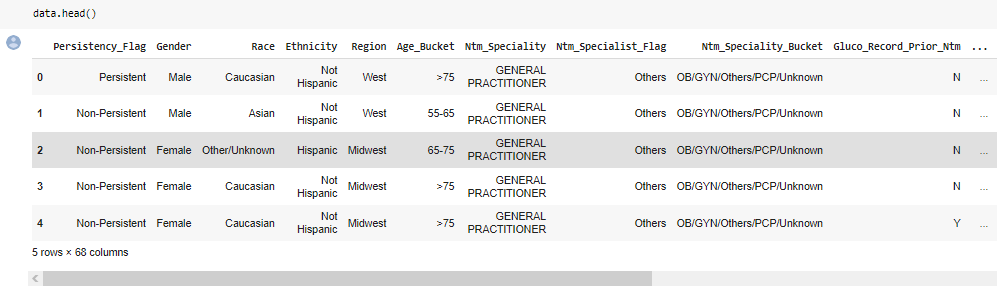 data.head()
Persistency_Flag Gender Race Ethnicity Region Age_Bucket Ntm_Speciality Ntm_Specialist_Flag Ntm_Speciality_Bucket Gluco_Record_Prior_Ntm ...
0 Persistent Male Caucasian Not Hispanic West >75 GENERAL PRACTITIONER Others OB/GYN/Others/PCP/Unknown N ...
1 Non-Persistent Male Asian Not Hispanic West 55-65 GENERAL PRACTITIONER Others OB/GYN/Others/PCP/Unknown N ...
2 Non-Persistent Female Other/Unknown Hispanic Midwest 65-75 GENERAL PRACTITIONER Others OB/GYN/Others/PCP/Unknown N ...
3 Non-Persistent Female Caucasian Not Hispanic Midwest >75 GENERAL PRACTITIONER Others OB/GYN/Others/PCP/Unknown N ...
4 Non-Persistent Female Caucasian Not Hispanic Midwest >75 GENERAL PRACTITIONER Others OB/GYN/Others/PCP/Unknown Y ...
5 rows × 68 columns